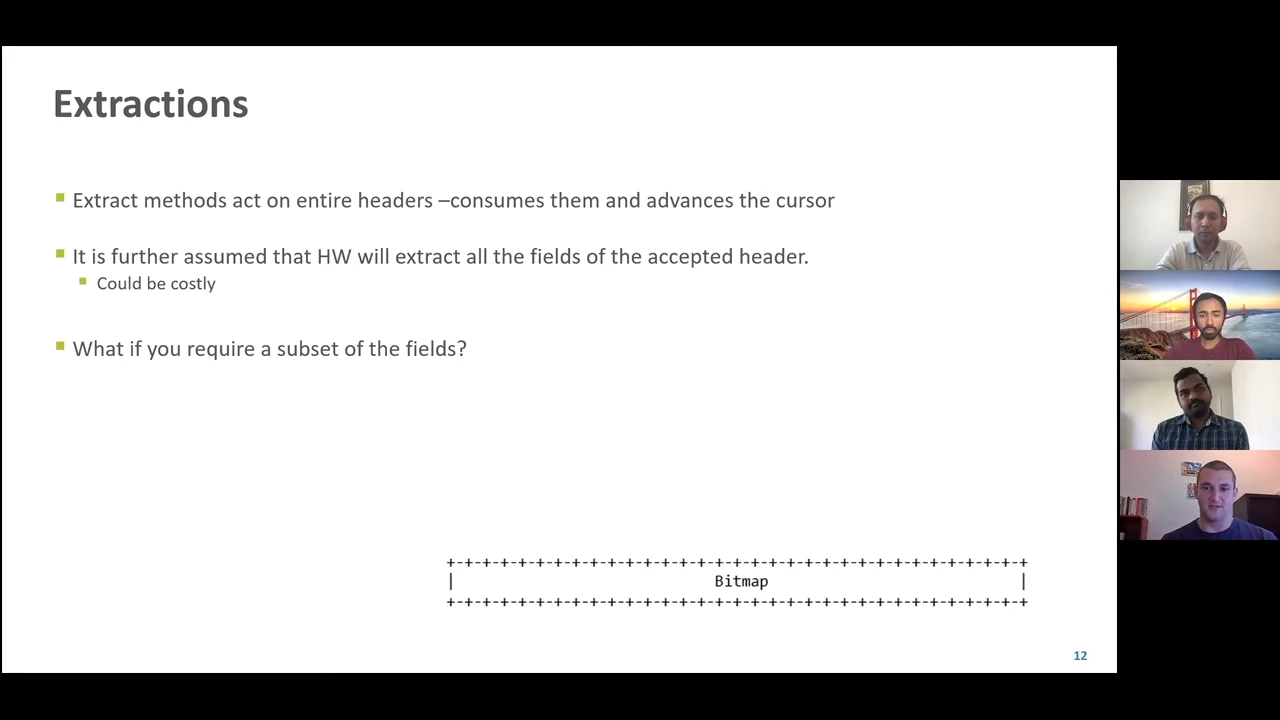 Extractions
Extract methods act on entire headers –consumes them and advances the cursor
It is further assumed that HW will extract all the fields of the accepted header.
Could be costly
What if you require a subset of the fields?
+-+-+-+-+-+-+-+-+-+-+-+-+-+-+-+-+-+-+-+-+-+-+-+-+-+-+-+-+-+-+-+-+
| Bitmap |
+-+-+-+-+-+-+-+-+-+-+-+-+-+-+-+-+-+-+-+-+-+-+-+-+-+-+-+-+-+-+-+-+
12